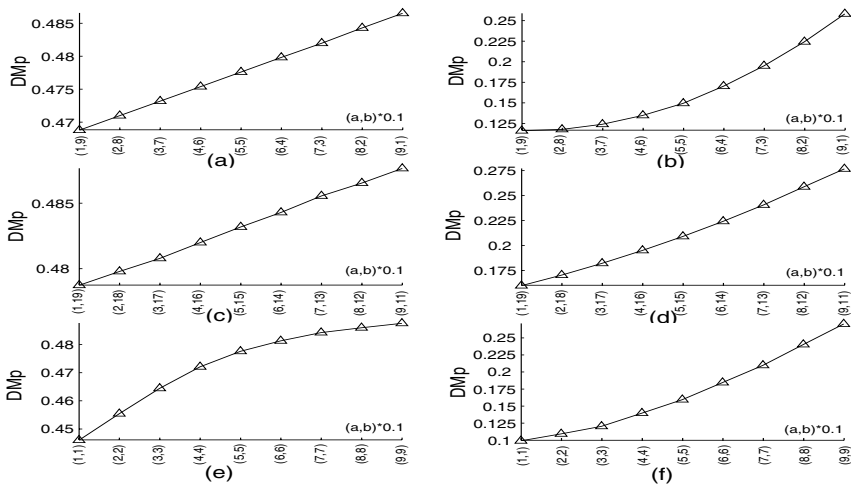 DMp
0.485
0.48
0.475
0.47
(a,b)*0.1
(1,9) (2,8) (3,7) (4,6) (5,5) (6,4) (7,3) (8,2) (9,1)
(a)
DMp
0.25
0.225
0.2
0.175
0.15
0.125
(a,b)*0.1
(1,9) (2,8) (3,7) (4,6) (5,5) (6,4) (7,3) (8,2) (9,1)
(b)
DMp
0.485
0.48
(a,b)*0.1
(1,19) (2,18) (3,17) (4,16) (5,15) (6,14) (7,13) (8,12) (9,11)
(c)
DMp
0.275
0.25
0.225
0.2
0.175
(a,b)*0.1
(1,19) (2,18) (3,17) (4,16) (5,15) (6,14) (7,13) (8,12) (9,11)
(d)
DMp
0.48
0.47
0.46
0.45
(a,b)*0.1
(1,1) (2,2) (3,3) (4,4) (5,5) (6,6) (7,7) (8,8) (9,9)
(e)
DMp
0.25
0.225
0.2
0.175
0.15
0.125
0.1
(a,b)*0.1
(1,1) (2,2) (3,3) (4,4) (5,5) (6,6) (7,7) (8,8) (9,9)
(f)